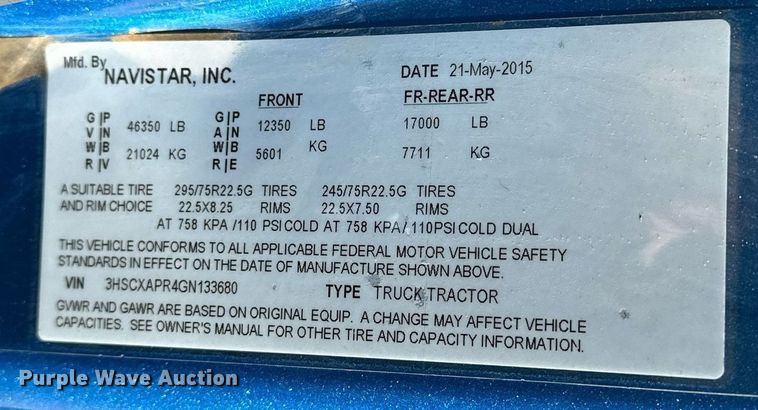 Mfd. By
NAVISTAR, INC. DATE 21-May-2015
FRONT FR-REAR-RR
G|P 46350 LB G|P 12350 LB 17000 LB
V|N A|N
W|B 21024 KG W|B 5601 KG 7711 KG
R|V R|E
A SUITABLE TIRE 295/75R22.5G TIRES 245/75R22.5G TIRES
AND RIM CHOICE 22.5X8.25 RIMS 22.5X7.50 RIMS
AT 758 KPA /110 PSI COLD AT 758 KPA / 110PSI COLD DUAL
THIS VEHICLE CONFORMS TO ALL APPLICABLE FEDERAL MOTOR VEHICLE SAFETY
STANDARDS IN EFFECT ON THE DATE OF MANUFACTURE SHOWN ABOVE.
VIN 3HSCXAPR4GN133680 TYPE TRUCK TRACTOR
GVWR AND GAWR ARE BASED ON ORIGINAL EQUIP. A CHANGE MAY AFFECT VEHICLE
CAPACITIES. SEE OWNER'S MANUAL FOR OTHER TIRE AND CAPACITY INFORMATION.
Purple Wave Auction